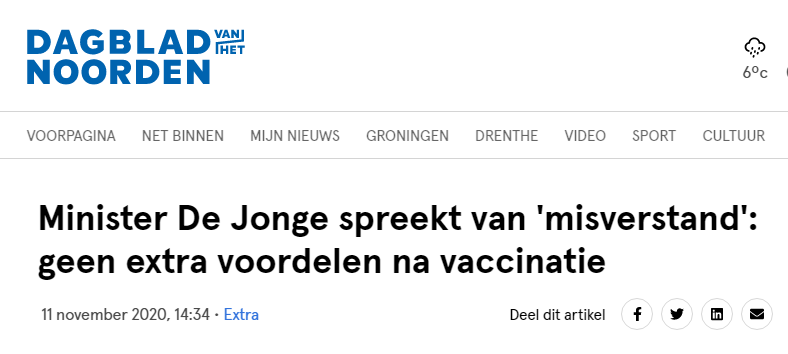 DAGBLAD VAN HET
NOORDEN
6°c
VOORPAGINA NET BINNEN MIJN NIEUWS GRONINGEN DRENTHE VIDEO SPORT CULTUUR
Minister De Jonge spreekt van 'misverstand':
geen extra voordelen na vaccinatie
11 november 2020, 14:34 • Extra Deel dit artikel